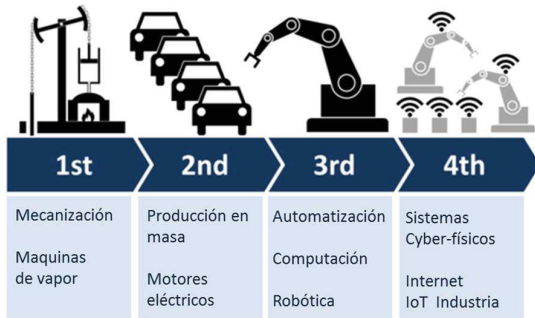 1st
2nd
3rd
4th
Mecanización
Maquinas
de vapor
Producción en
masa
Motores
eléctricos
Automatización
Computación
Robótica
Sistemas
Cyber-físicos
Internet
IoT Industria